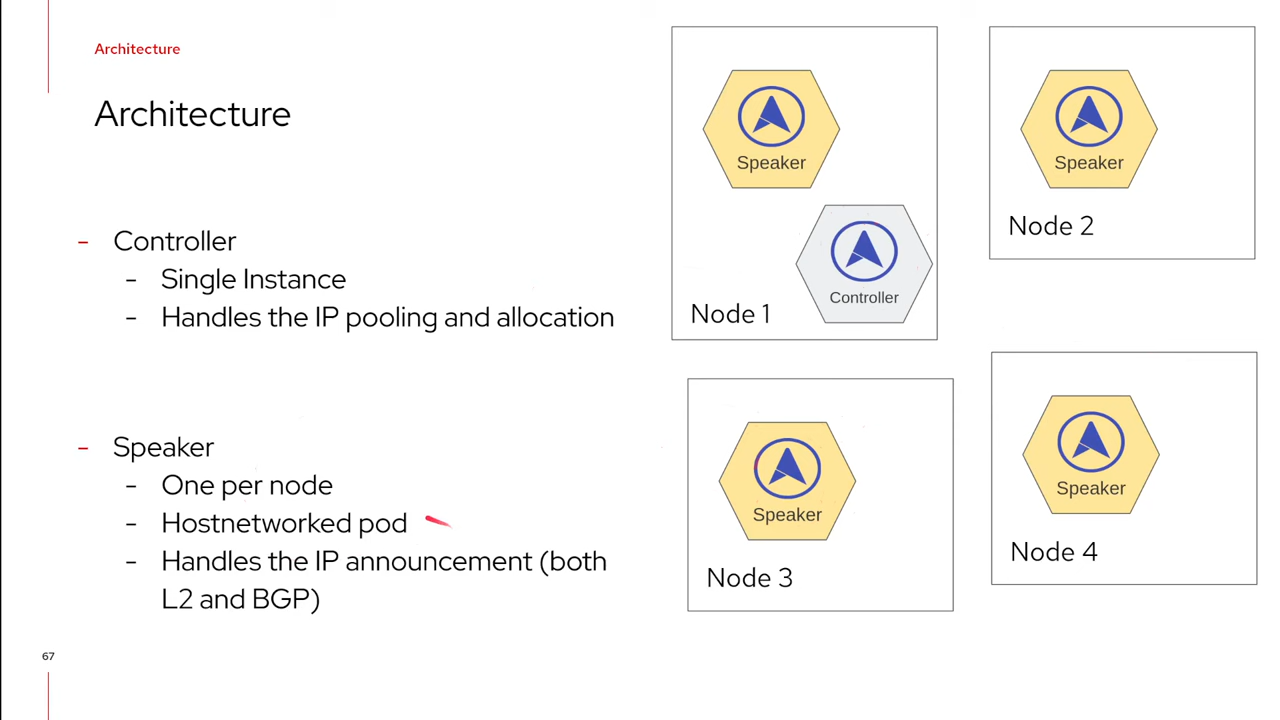 Architecture
Architecture
- Controller
- Single Instance
- Handles the IP pooling and allocation
- Speaker
- One per node
- Hostnetworked pod
- Handles the IP announcement (both
L2 and BGP)
67
Speaker
Controller
Node 1
Speaker
Node 2
Speaker
Node 3
Speaker
Node 4